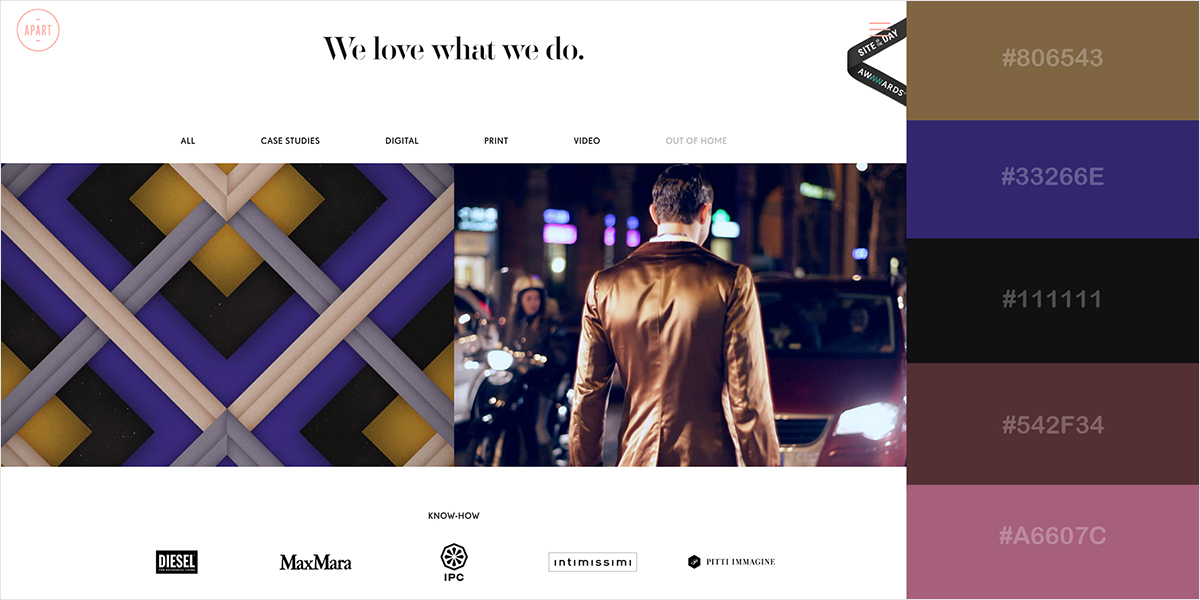 APART
We love what we do.
SITE OF THE DAY
AWWWARDS
ALL CASE STUDIES DIGITAL PRINT VIDEO OUT OF HOME
KNOW-HOW
DIESEL
MaxMara
IPC
intimissimi
PITTI IMMAGINE
#806543
#33266E
#111111
#542F34
#A6607C